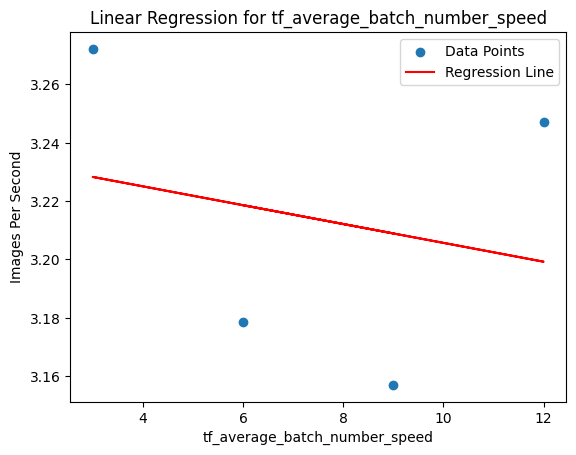 Linear Regression for tf_average_batch_number_speed
Data Points
Regression Line
Images Per Second
3.26
3.24
3.22
3.20
3.18
3.16
4
6
8
10
12
tf_average_batch_number_speed